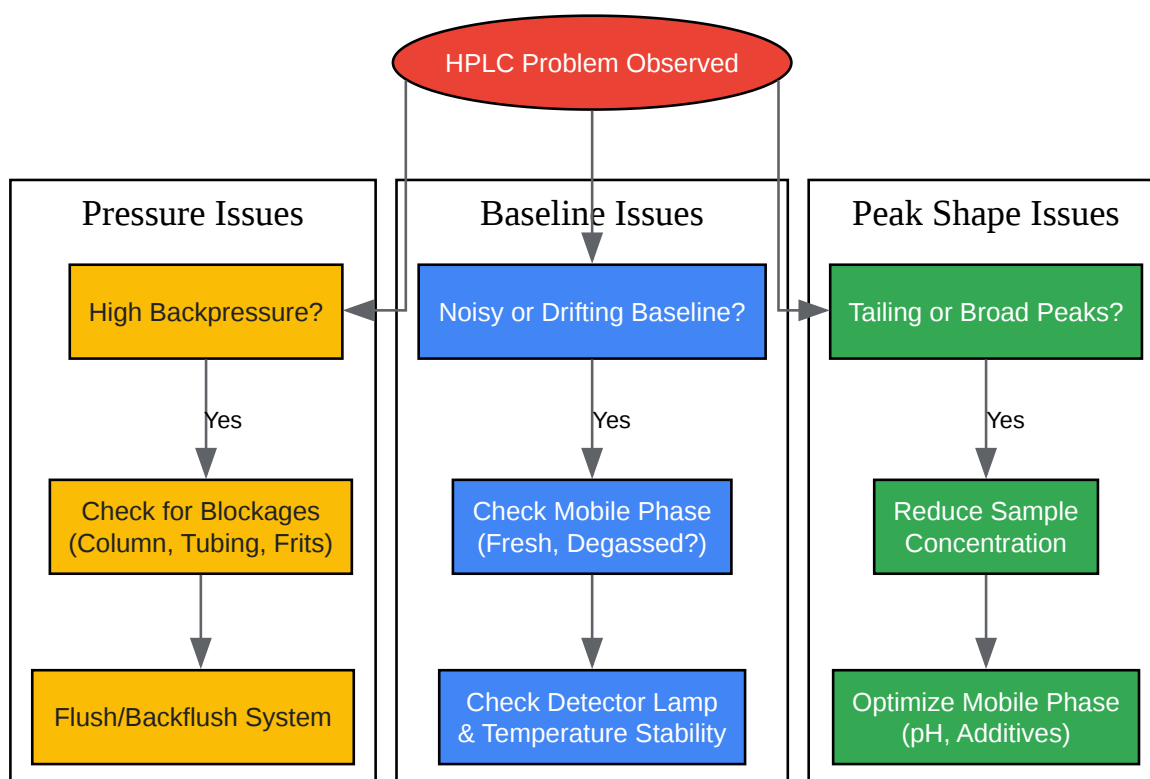 HPLC Problem Observed
Pressure Issues
Baseline Issues
Peak Shape Issues
High Backpressure?
Noisy or Drifting Baseline?
Tailing or Broad Peaks?
Yes
Yes
Yes
Check for Blockages
(Column, Tubing, Frits)
Check Mobile Phase
(Fresh, Degassed?)
Reduce Sample
Concentration
Flush/Backflush System
Check Detector Lamp
& Temperature Stability
Optimize Mobile Phase
(pH, Additives)